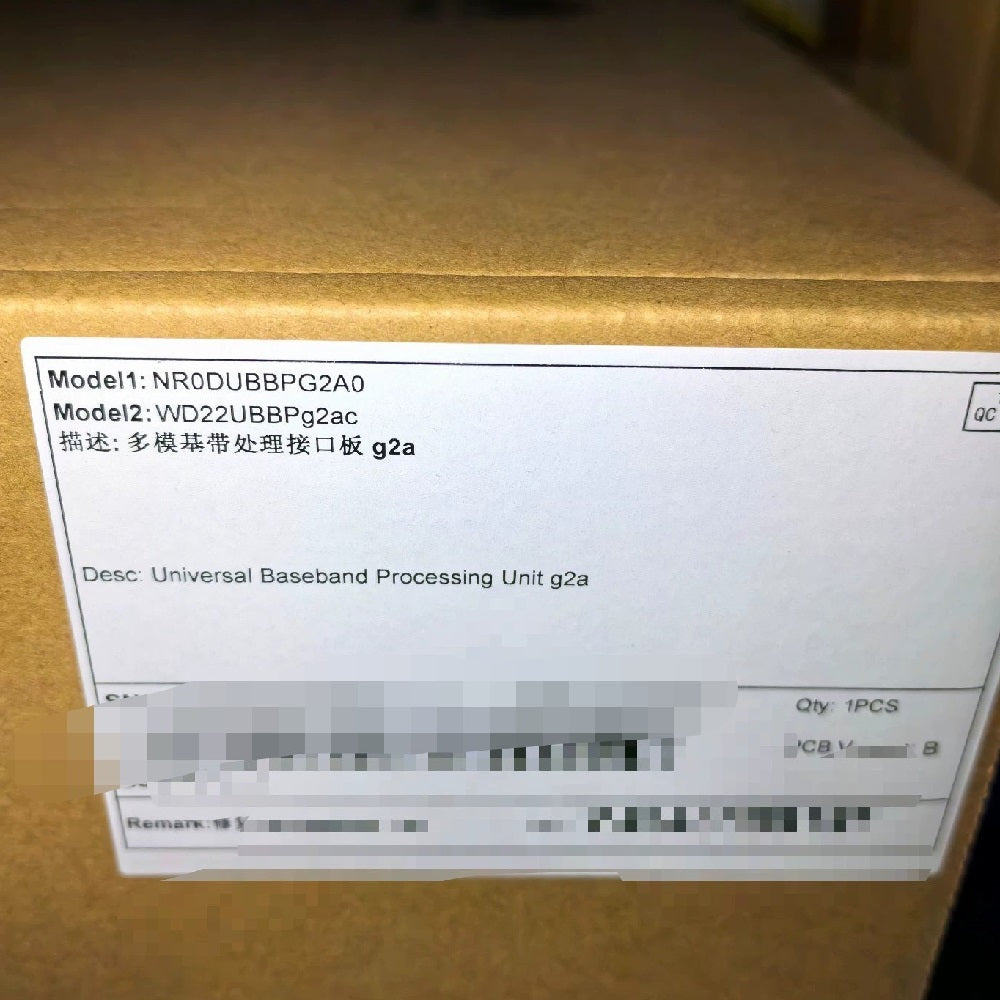 Model1: NR0DUBBPG2A0
QC
Model2: WD22UBBPg2ac
描述: 多模基带处理接口板 g2a
Desc: Universal Baseband Processing Unit g2a
Qty: 1PCS
B
Remark: